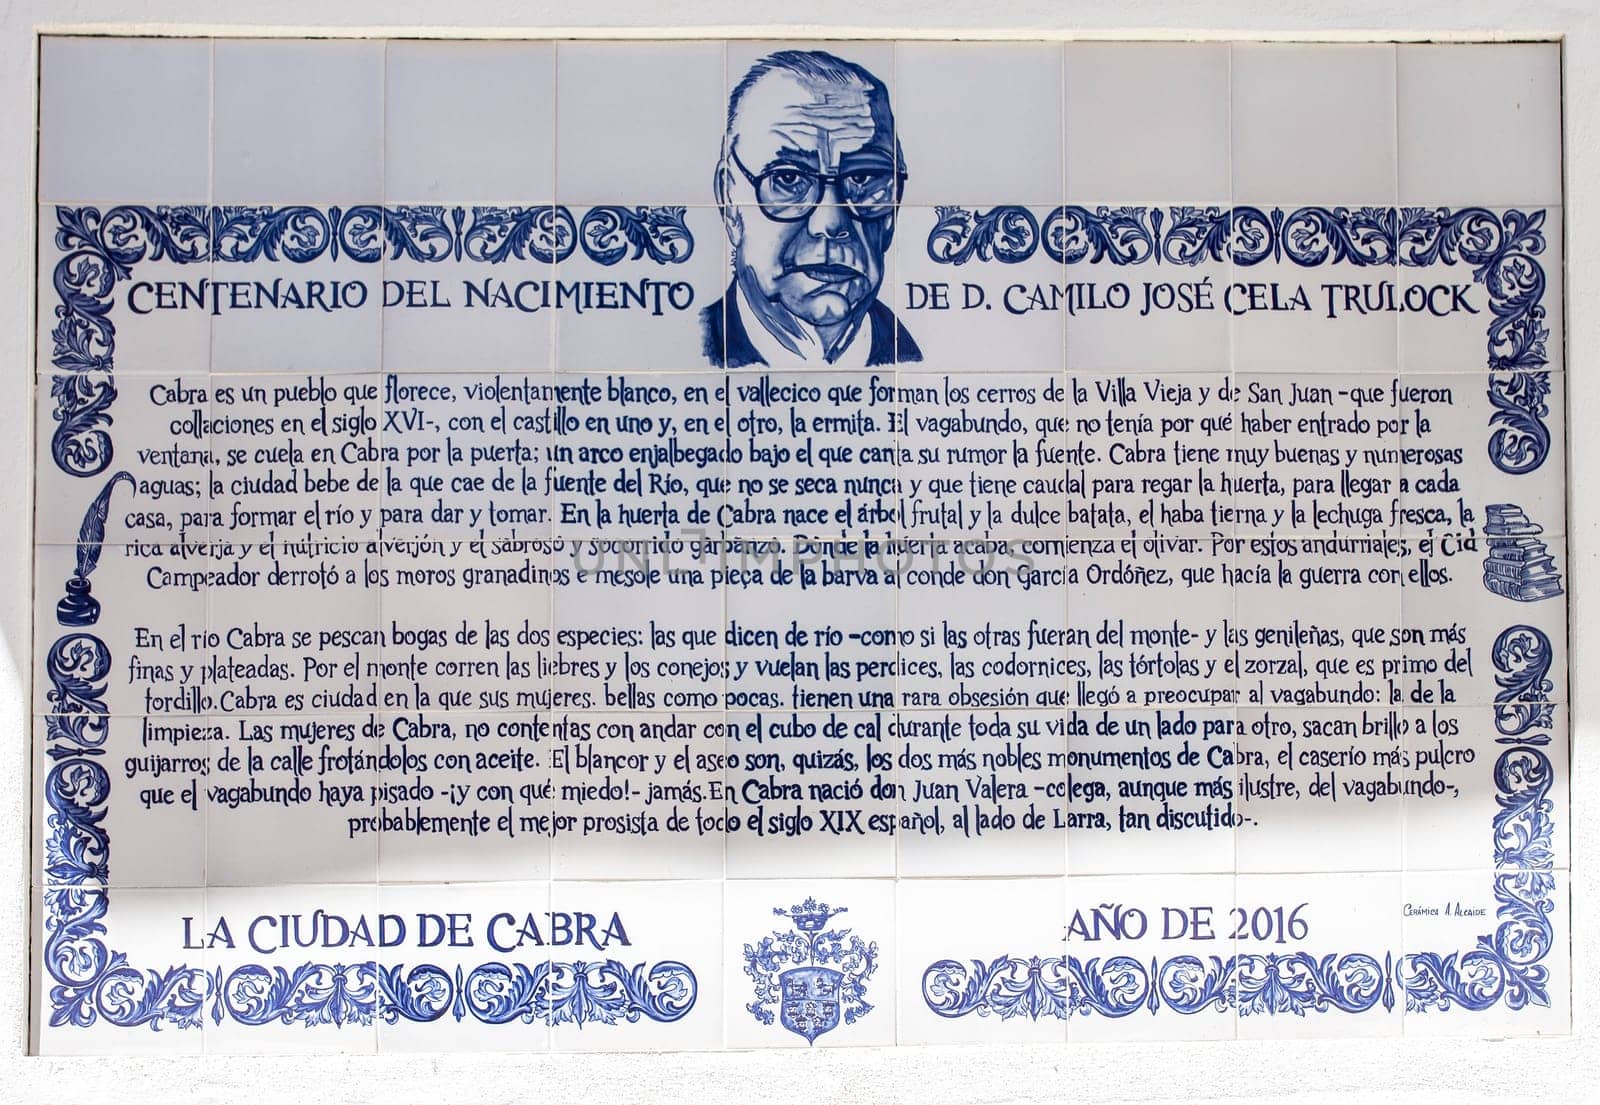 CENTENARIO DEL NACIMIENTO DE D. CAMILO JOSÉ CELA TRULOCK
Cabra es un pueblo que florece, violentamente blanco, en el vallecico que forman los cerros de la Villa Vieja y de San Juan -que fueron
collaciones en el siglo XVI-, con el castillo en uno y, en el otro, la ermita. El vagabundo, que no tenía por qué haber entrado por la
ventana, se cuela en Cabra por la puerta; un arco enjalbegado bajo el que canta su rumor la fuente. Cabra tiene muy buenas y numerosas
aguas; la ciudad bebe de la que cae de la fuente del Río, que no se seca nunca y que tiene caudal para regar la huerta, para llegar a cada
casa, para formar el río y para dar y tomar. En la huerta de Cabra nace el árbol frutal y la dulce batata, el haba tierna y la lechuga fresca, la
rica alverja y el nutricio alverjón y el sabroso y socorrido garbanzo. Donde la huerta acaba, comienza el olivar. Por estos andurriales, el Cid
Campeador derrotó a los moros granadinos e mesole una pieça de la barva al conde don García Ordóñez, que hacía la guerra con ellos.
En el río Cabra se pescan bogas de las dos especies: las que dicen de río -como si las otras fueran del monte- y las genileñas, que son más
finas y plateadas. Por el monte corren las liebres y los conejos y vuelan las perdices, las codornices, las tórtolas y el zorzal, que es primo del
tordillo. Cabra es ciudad en la que sus mujeres, bellas como pocas, tienen una rara obsesión que llegó a preocupar al vagabundo: la de la
limpieza. Las mujeres de Cabra, no contentas con andar con el cubo de cal durante toda su vida de un lado para otro, sacan brillo a los
guijarros de la calle frotándolos con aceite. El blancor y el aseo son, quizás, los dos más nobles monumentos de Cabra, el caserío más pulcro
que el vagabundo haya pisado -¡y con qué miedo!- jamás. En Cabra nació don Juan Valera -colega, aunque más ilustre, del vagabundo-,
probablemente el mejor prosista de todo el siglo XIX español, al lado de Larra, tan discutido-.
LA CIUDAD DE CABRA AÑO DE 2016
CERÁMICA A. ALCAIDE
UNLIMPHOTOS